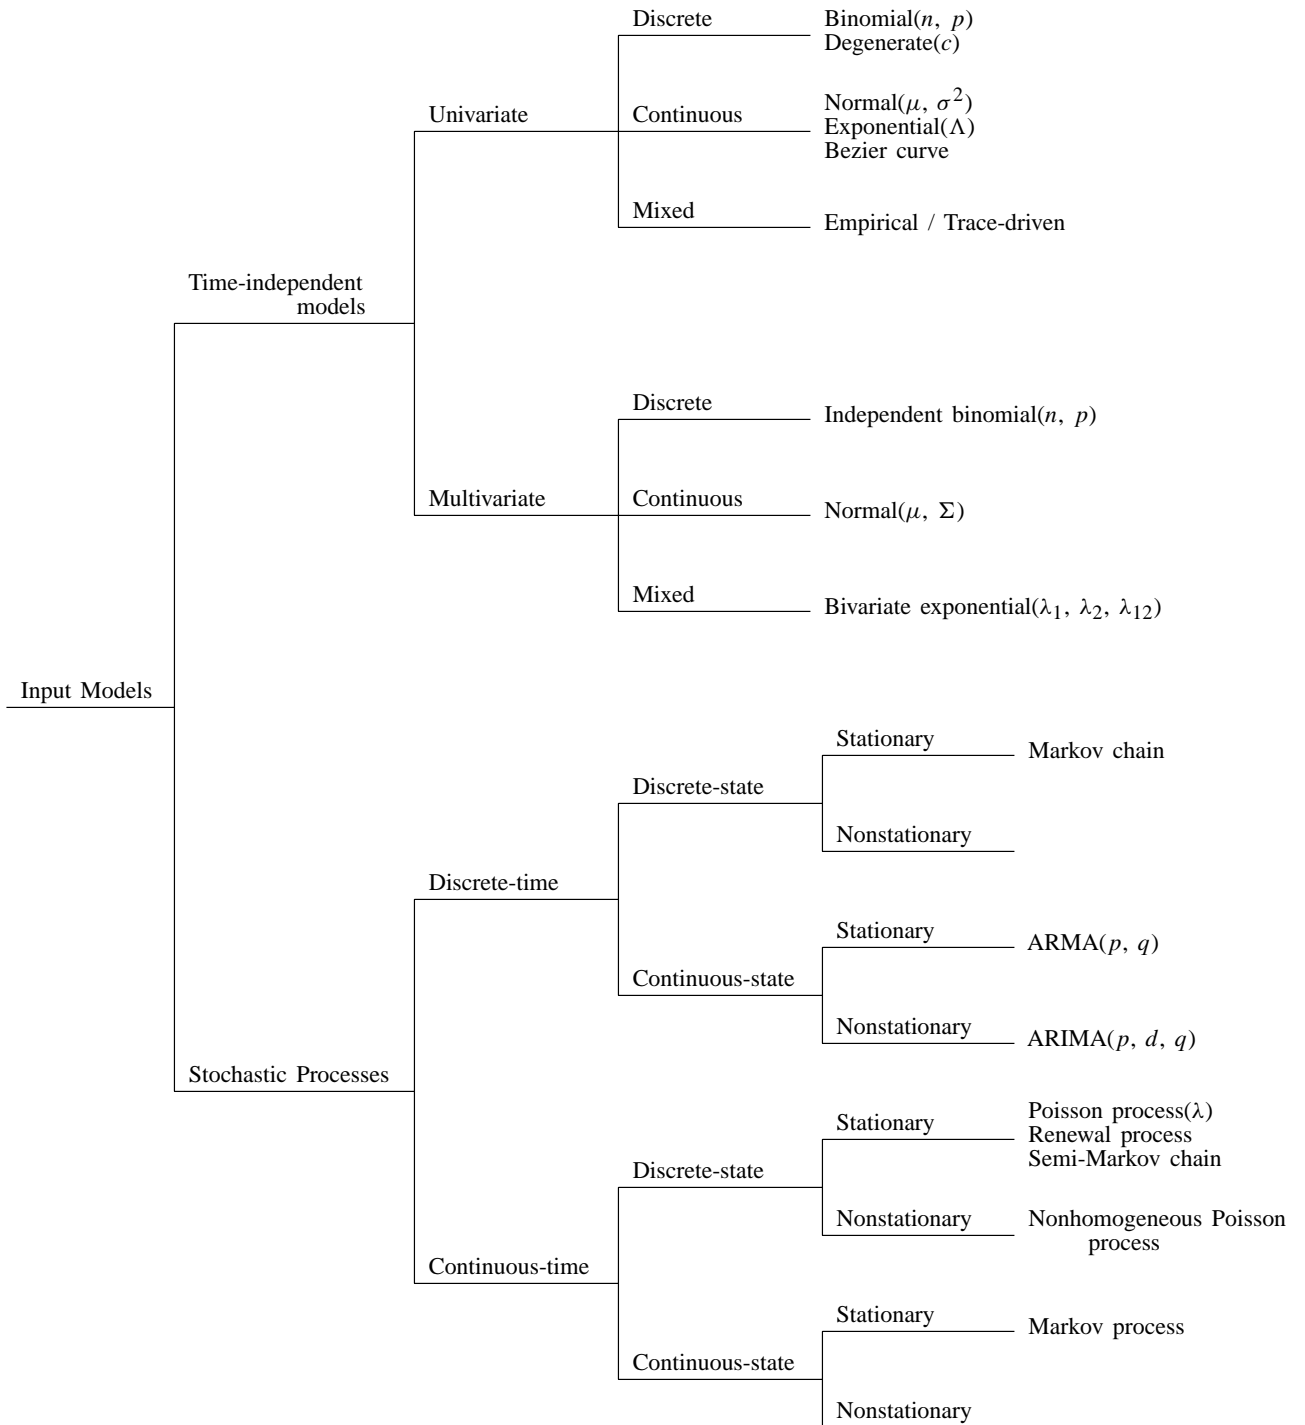 Discrete
Binomial(n, p)
Degenerate(c)
Univariate
Continuous
Normal(μ, σ²)
Exponential(Λ)
Bezier curve
Mixed
Empirical / Trace-driven
Time-independent
models
Discrete
Independent binomial(n, p)
Multivariate
Continuous
Normal(μ, Σ)
Mixed
Bivariate exponential(λ₁, λ₂, λ₁₂)
Input Models
Stationary
Markov chain
Discrete-state
Nonstationary
Discrete-time
Stationary
ARMA(p, q)
Continuous-state
Nonstationary
ARIMA(p, d, q)
Stochastic Processes
Stationary
Poisson process(λ)
Renewal process
Semi-Markov chain
Discrete-state
Nonstationary
Nonhomogeneous Poisson
process
Continuous-time
Stationary
Markov process
Continuous-state
Nonstationary